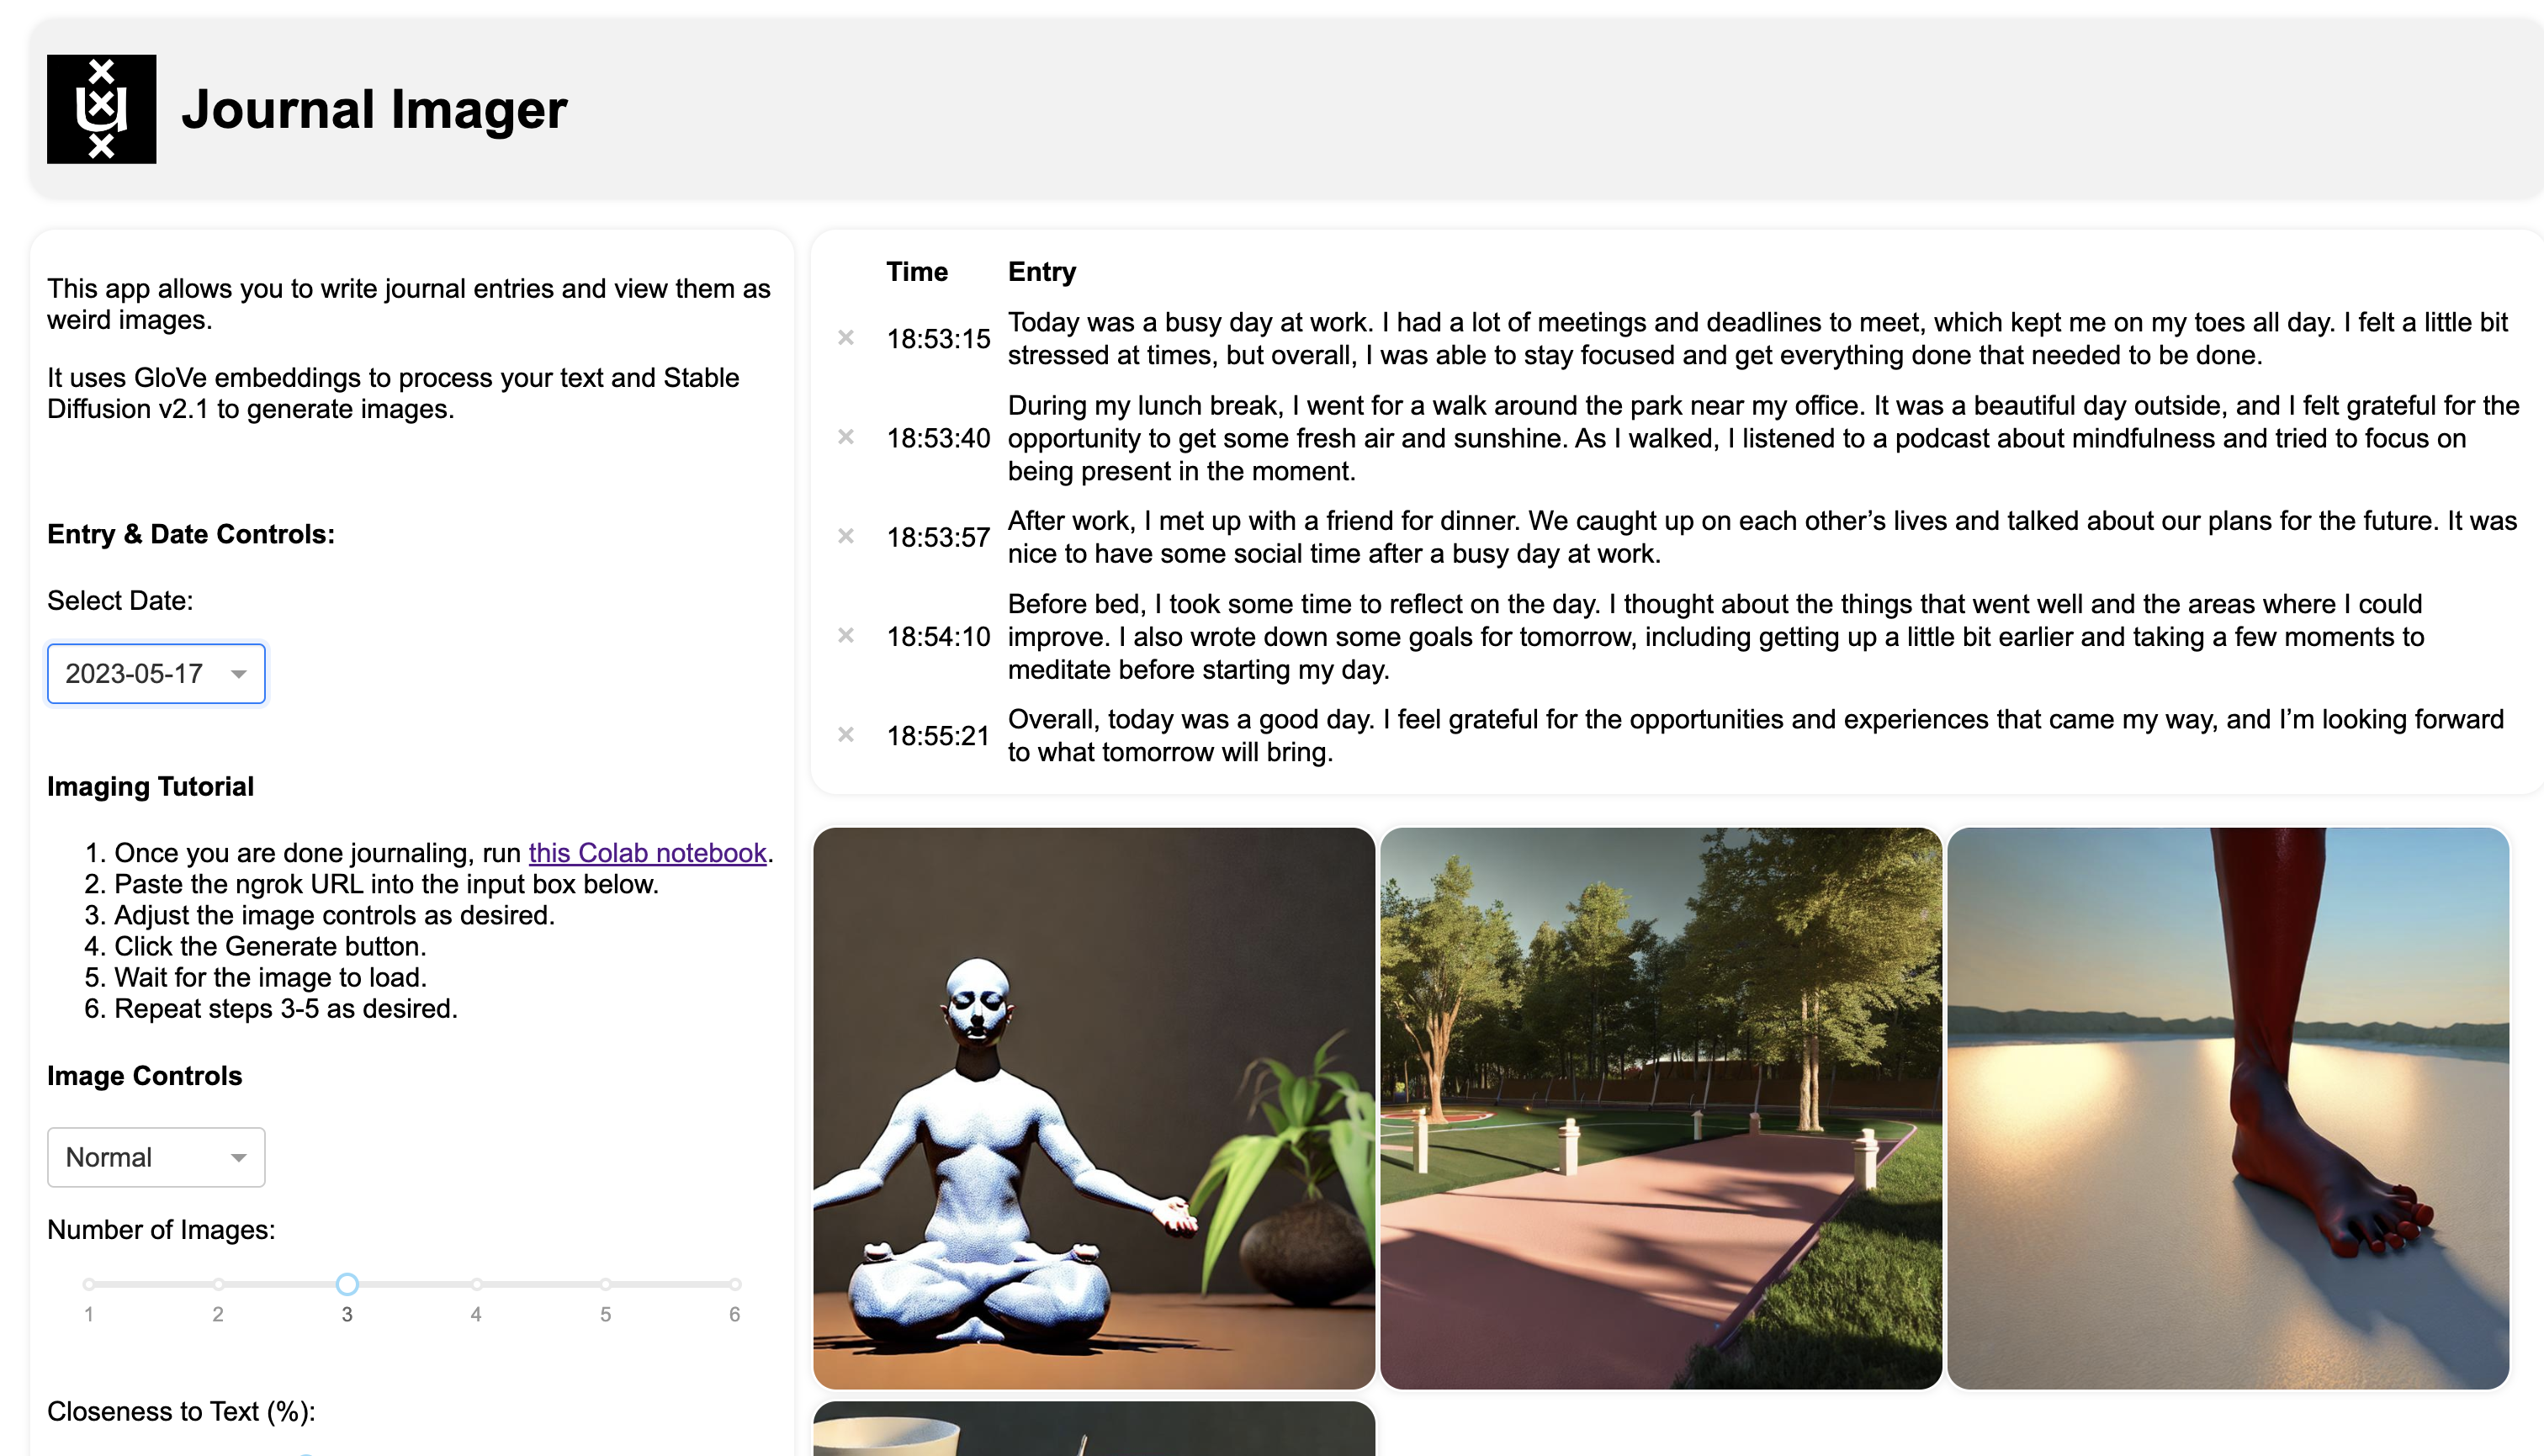 Journal Imager
This app allows you to write journal entries and view them as
weird images.
It uses GloVe embeddings to process your text and Stable
Diffusion v2.1 to generate images.
Entry & Date Controls:
Select Date:
2023-05-17
Imaging Tutorial
1. Once you are done journaling, run this Colab notebook.
2. Paste the ngrok URL into the input box below.
3. Adjust the image controls as desired.
4. Click the Generate button.
5. Wait for the image to load.
6. Repeat steps 3-5 as desired.
Image Controls
Normal
Number of Images:
1 2 3 4 5 6
Closeness to Text (%):
Time Entry
18:53:15 Today was a busy day at work. I had a lot of meetings and deadlines to meet, which kept me on my toes all day. I felt a little bit
stressed at times, but overall, I was able to stay focused and get everything done that needed to be done.
During my lunch break, I went for a walk around the park near my office. It was a beautiful day outside, and I felt grateful for the
18:53:40 opportunity to get some fresh air and sunshine. As I walked, I listened to a podcast about mindfulness and tried to focus on
being present in the moment.
18:53:57 After work, I met up with a friend for dinner. We caught up on each other’s lives and talked about our plans for the future. It was
nice to have some social time after a busy day at work.
Before bed, I took some time to reflect on the day. I thought about the things that went well and the areas where I could
18:54:10 improve. I also wrote down some goals for tomorrow, including getting up a little bit earlier and taking a few moments to
meditate before starting my day.
18:55:21 Overall, today was a good day. I feel grateful for the opportunities and experiences that came my way, and I’m looking forward
to what tomorrow will bring.